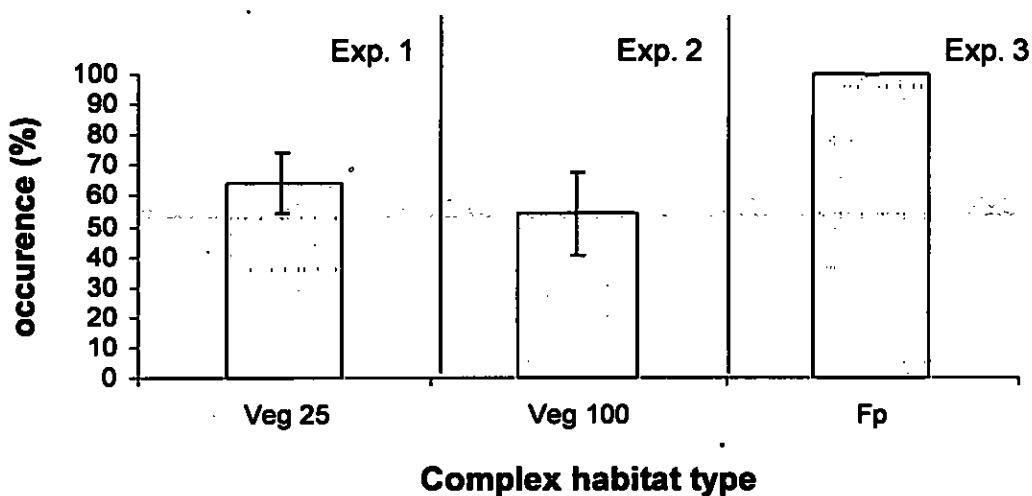 Exp. 1
Exp. 2
Exp. 3
occurence (%)
100
90
80
70
60
50
40
30
20
10
0
Veg 25
Veg 100
Fp
Complex habitat type